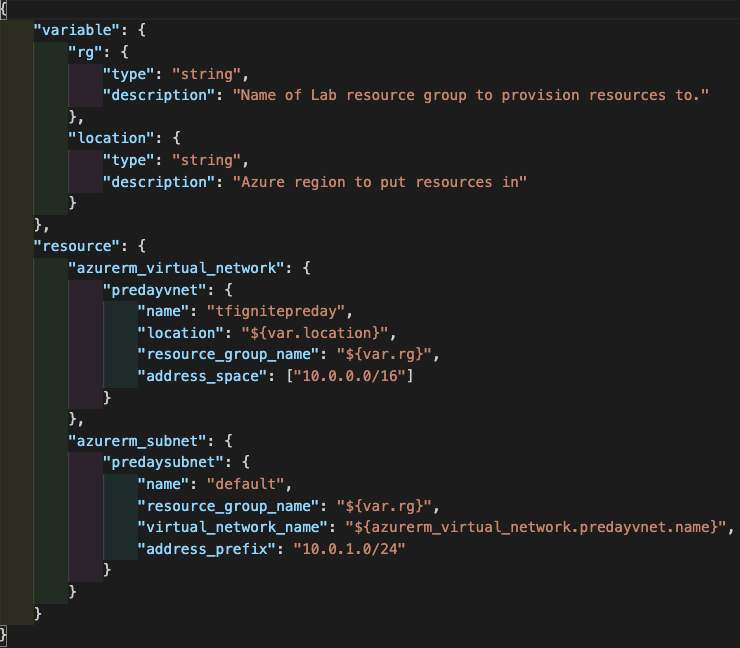 {
    "variable": {
        "rg": {
            "type": "string",
            "description": "Name of Lab resource group to provision resources to."
        },
        "location": {
            "type": "string",
            "description": "Azure region to put resources in"
        }
    },
    "resource": {
        "azurerm_virtual_network": {
            "predayvnet": {
                "name": "tfignitepreday",
                "location": "${var.location}",
                "resource_group_name": "${var.rg}",
                "address_space": ["10.0.0.0/16"]
            }
        },
        "azurerm_subnet": {
            "predaysubnet": {
                "name": "default",
                "resource_group_name": "${var.rg}",
                "virtual_network_name": "${azurerm_virtual_network.predayvnet.name}",
                "address_prefix": "10.0.1.0/24"
            }
        }
    }
}